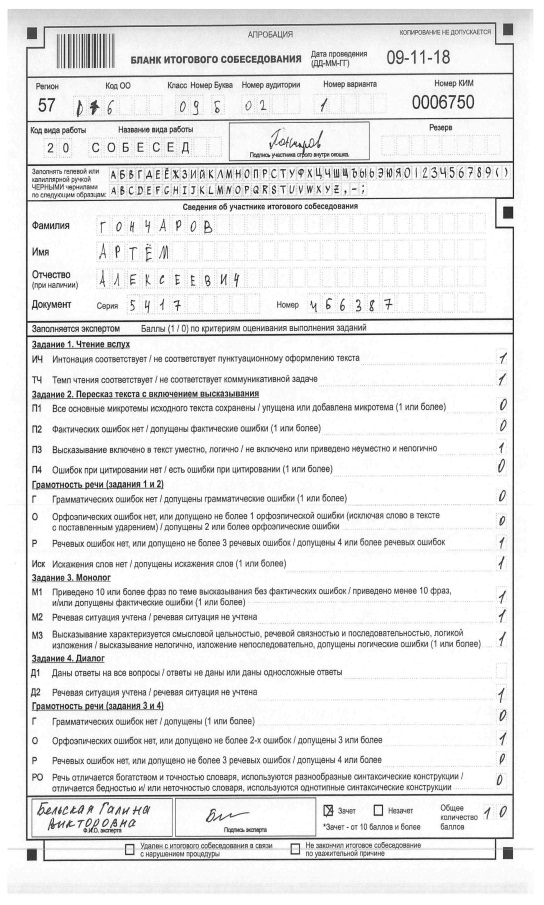 АПРОБАЦИЯ
КОПИРОВАНИЕ НЕ ДОПУСКАЕТСЯ
БЛАНК ИТОГОВОГО СОБЕСЕДОВАНИЯ
Дата проведения (ДД-ММ-ГГ) 09-11-18
Регион Код ОО Класс Номер Буква Номер аудитории Номер варианта Номер КИМ
57 6 09Б 02 1 0006750
Код вида работы Название вида работы Резерв
20 СОБЕСЕД Гончаров
Подпись участника строго внутри окошка
Заполнять гелевой или капиллярной ручкой ЧЕРНЫМИ чернилами по следующим образцам:
АБВГДЕЁЖЗИЙКЛМНОПРСТУФХЦЧШЩЪЫЬЭЮЯ0123456789()
ABCDEFGHIJKLMNOPQRSTUVWXYZ,-;
Сведения об участнике итогового собеседования
Фамилия ГОНЧАРОВ
Имя АРТЁМ
Отчество (при наличии) АЛЕКСЕЕВИЧ
Документ Серия 5417 Номер 456387
Заполняется экспертом Баллы (1 / 0) по критериям оценивания выполнения заданий
Задание 1. Чтение вслух
ИЧ Интонация соответствует / не соответствует пунктуационному оформлению текста 1
ТЧ Темп чтения соответствует / не соответствует коммуникативной задаче 1
Задание 2. Пересказ текста с включением высказывания
П1 Все основные микротемы исходного текста сохранены / упущена или добавлена микротема (1 или более) 0
П2 Фактических ошибок нет / допущены фактические ошибки (1 или более) 0
П3 Высказывание включено в текст уместно, логично / не включено или приведено неуместно и нелогично 1
П4 Ошибок при цитировании нет / есть ошибки при цитировании (1 или более) 0
Грамотность речи (задания 1 и 2)
Г Грамматических ошибок нет / допущены грамматические ошибки (1 или более) 0
О Орфоэпических ошибок нет, или допущено не более 1 орфоэпической ошибки (исключая слово в тексте
с поставленным ударением) / допущены 2 или более орфоэпические ошибки 0
Р Речевых ошибок нет, или допущено не более 3 речевых ошибок / допущены 4 или более речевых ошибок 1
Иск Искажения слов нет / допущены искажения слов (1 или более) 1
Задание 3. Монолог
М1 Приведено 10 или более фраз по теме высказывания без фактических ошибок / приведено менее 10 фраз,
и/или допущены фактические ошибки (1 или более) 1
М2 Речевая ситуация учтена / речевая ситуация не учтена 1
М3 Высказывание характеризуется смысловой цельностью, речевой связностью и последовательностью, логикой
изложения / высказывание нелогично, изложение непоследовательно, допущены логические ошибки (1 или более) 1
Задание 4. Диалог
Д1 Даны ответы на все вопросы / ответы не даны или даны односложные ответы
Д2 Речевая ситуация учтена / речевая ситуация не учтена 1
Грамотность речи (задания 3 и 4)
Г Грамматических ошибок нет / допущены (1 или более) 0
О Орфоэпических ошибок нет, или допущено не более 2-х ошибок / допущены 3 или более 1
Р Речевых ошибок нет, или допущено не более 3 речевых ошибок / допущены 4 или более 0
РО Речь отличается богатством и точностью словаря, используются разнообразные синтаксические конструкции /
отличается бедностью и/ или неточностью словаря, используются однотипные синтаксические конструкции 0
Бельская Галина
Викторовна
Ф.И.О. эксперта
Подпись эксперта
Зачет Незачет
*Зачет - от 10 баллов и более
Общее количество баллов 10
Удален с итогового собеседования в связи с нарушением процедуры
Не закончил итоговое собеседование по уважительной причине